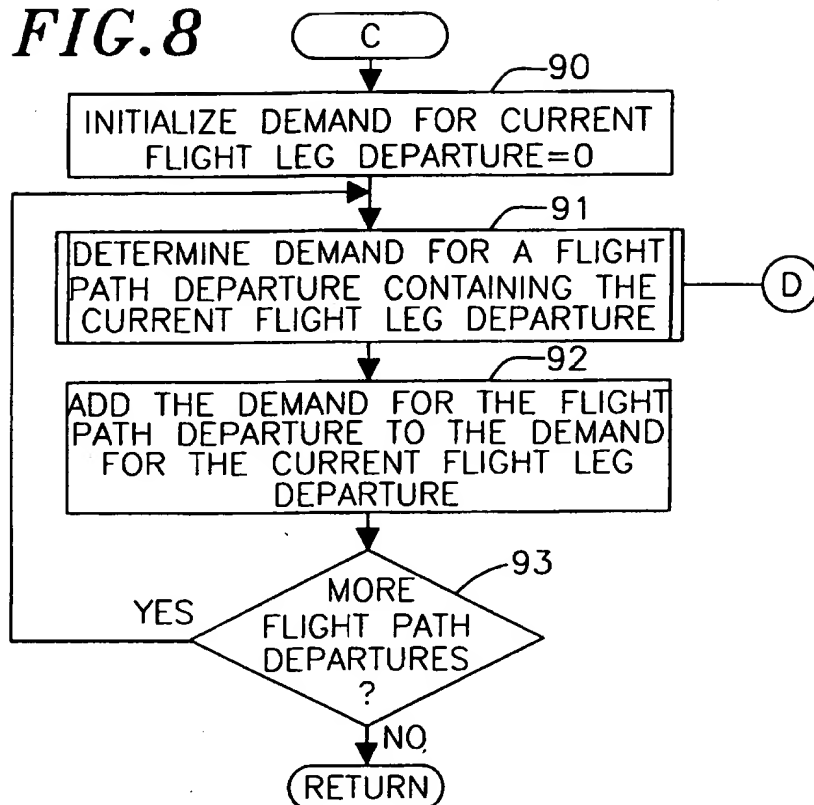 FIG.8
C
90
INITIALIZE DEMAND FOR CURRENT
FLIGHT LEG DEPARTURE=0
91
DETERMINE DEMAND FOR A FLIGHT
PATH DEPARTURE CONTAINING THE
CURRENT FLIGHT LEG DEPARTURE
D
92
ADD THE DEMAND FOR THE FLIGHT
PATH DEPARTURE TO THE DEMAND
FOR THE CURRENT FLIGHT LEG
DEPARTURE
93
MORE
FLIGHT PATH
DEPARTURES
?
YES
NO
RETURN